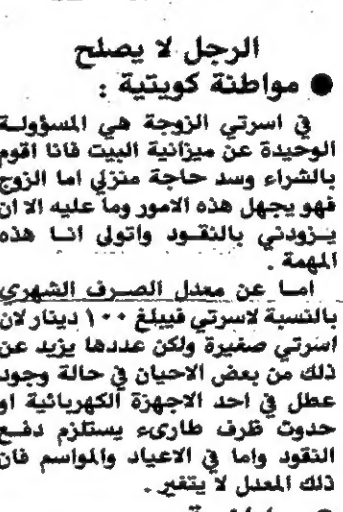 الرجل لا يصلح
● مواطنة كويتية :
في اسرتي الزوجة هي المسؤولة
الوحيدة عن ميزانية البيت فانا اقوم
بالشراء وسد حاجة منزلي اما الزوج
فهو يجهل هذه الامور وما عليه الا ان
يزودني بالنقود واتولى انا هذه
المهمة .
اما عن معدل الصرف الشهري
بالنسبة لاسرتي فيبلغ ١٠٠ دينار لان
اسرتي صغيرة ولكن عددها يزيد عن
ذلك من بعض الاحيان في حالة وجود
عطل في احد الاجهزة الكهربائية او
حدوث ظرف طارىء يستلزم دفع
النقود واما في الاعياد والمواسم فان
ذلك المعدل لا يتغير .